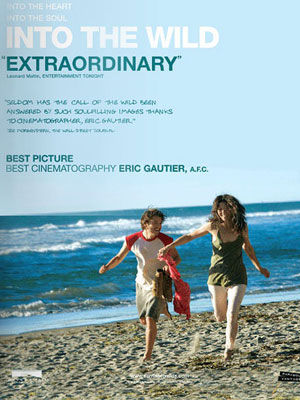 INTO THE HEART
INTO THE SOUL
INTO THE WILD
"EXTRAORDINARY"
Leonard Maltin, ENTERTAINMENT TONIGHT
"SELDOM HAS THE CALL OF THE WILD BEEN
ANSWERED BY SUCH SOULFILLING IMAGES THANKS
TO CINEMATOGRAPHER, ERIC GAUTIER."
JOE MORGENSTERN, THE WALL STREET JOURNAL
BEST PICTURE
BEST CINEMATOGRAPHY ERIC GAUTIER, A.F.C.